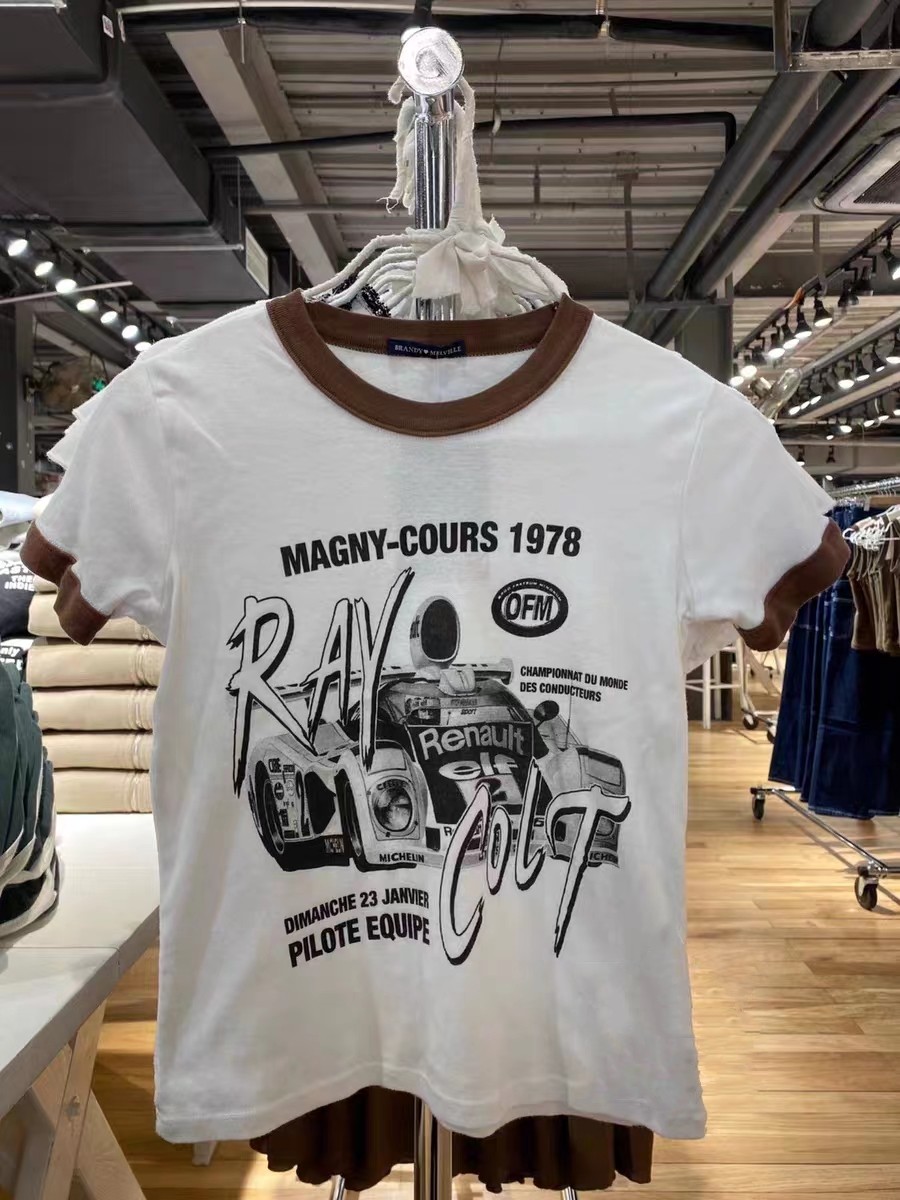 BRANDY♥MELVILLE
MAGNY-COURS 1978
RAY
OFM
CHAMPIONNAT DU MONDE
DES CONDUCTEURS
Renault
elf
2
COLT
MICHELIN
DIMANCHE 23 JANVIER
PILOTE EQUIPE